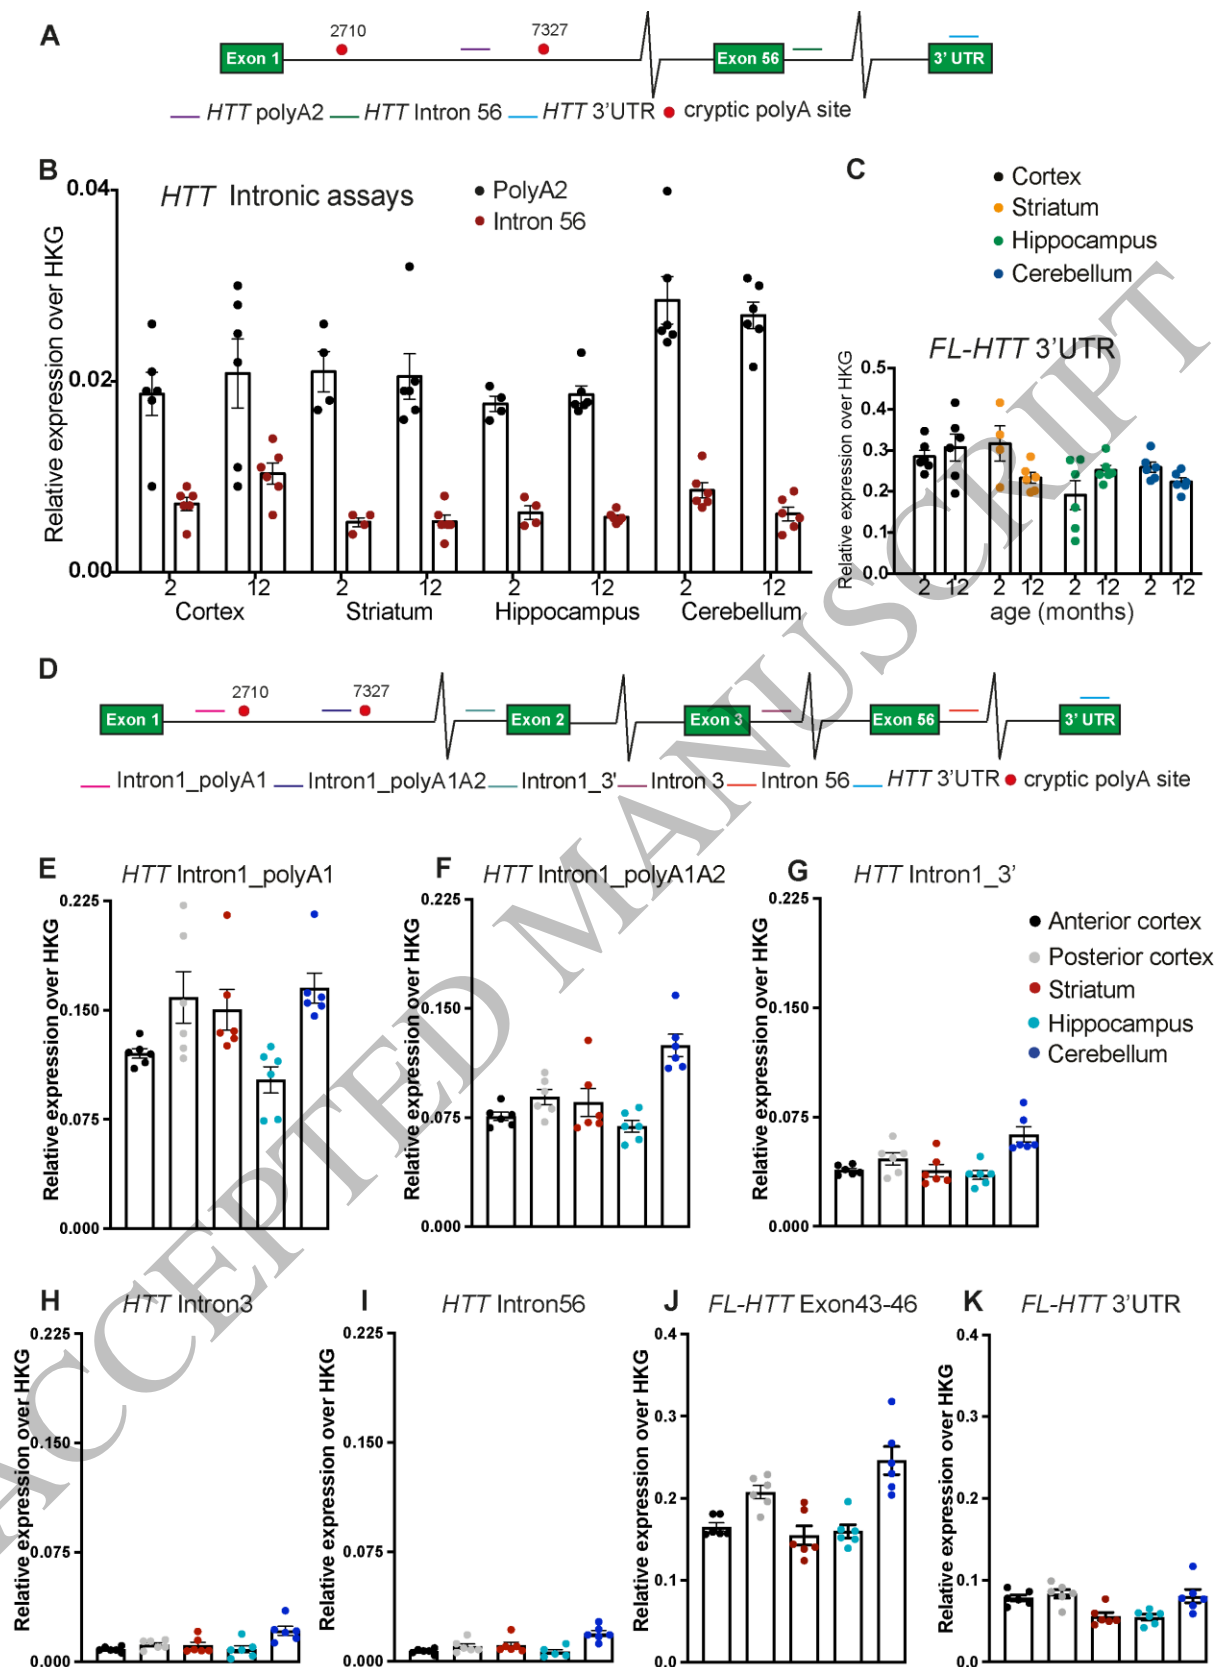 A
2710
7327
Exon 1
Exon 56
3' UTR
HTT polyA2
HTT Intron 56
HTT 3'UTR
cryptic polyA site
B
HTT Intronic assays
PolyA2
Intron 56
Relative expression over HKG
0.04
0.02
0.00
2
12
2
12
2
12
2
12
Cortex
Striatum
Hippocampus
Cerebellum
C
Cortex
Striatum
Hippocampus
Cerebellum
FL-HTT 3'UTR
Relative expression over HKG
0.5
0.4
0.3
0.2
0.1
0.0
2
12
2
12
2
12
2
12
age (months)
D
2710
7327
Exon 1
Exon 2
Exon 3
Exon 56
3' UTR
Intron1_polyA1
Intron1_polyA1A2
Intron1_3'
Intron 3
Intron 56
HTT 3'UTR
cryptic polyA site
E
HTT Intron1_polyA1
Relative expression over HKG
0.225
0.150
0.075
0.000
F
HTT Intron1_polyA1A2
Relative expression over HKG
0.225
0.150
0.075
0.000
G
HTT Intron1_3'
Relative expression over HKG
0.225
0.150
0.075
0.000
Anterior cortex
Posterior cortex
Striatum
Hippocampus
Cerebellum
H
HTT Intron3
Relative expression over HKG
0.225
0.150
0.075
0.000
I
HTT Intron56
Relative expression over HKG
0.225
0.150
0.075
0.000
J
FL-HTT Exon43-46
Relative expression over HKG
0.4
0.3
0.2
0.1
0.0
K
FL-HTT 3'UTR
Relative expression over HKG
0.4
0.3
0.2
0.1
0.0
ACCEPTED MANUSCRIPT